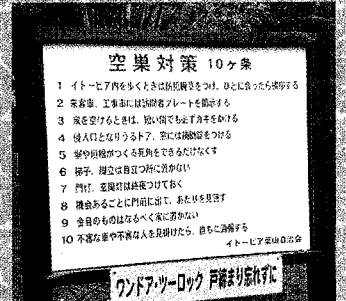 空巣対策 10ヶ条
1 イトーピア内を歩くときは防犯腕章をつけ、ひとに会ったら挨拶する
2 来客車、工事車には訪問者プレートを掲示する
3 家を空けるときは、短い間でも必ずカギをかける
4 侵入口となりうるドア、窓には補助錠をつける
5 塀や垣根がつくる死角をできるだけなくす
6 梯子、脚立は目立つ所に置かない
7 門灯、玄関灯は終夜つけておく
8 機会あるごとに門前に出て、あたりを見渡す
9 金目のものはなるべく家に置かない
10 不審な車や不審な人を見掛けたら、直ちに通報する
イトーピア葉山自治会
ワンドア・ツーロック 戸締まり忘れずに